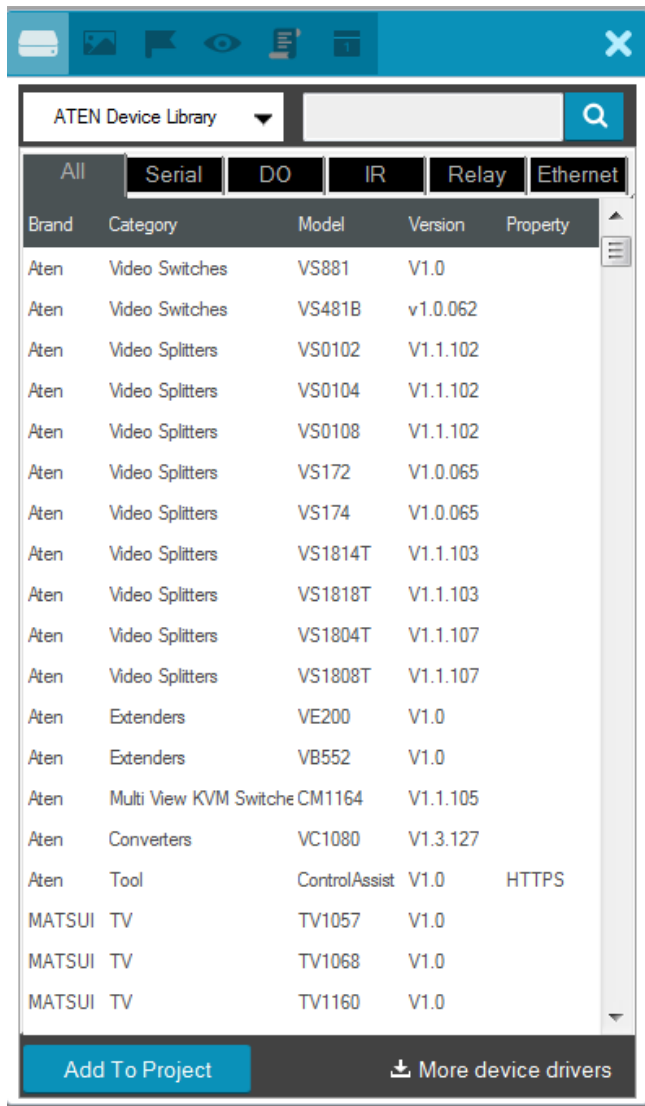 1
ATEN Device Library
All Serial DO IR Relay Ethernet
Brand Category Model Version Property
Aten Video Switches VS881 V1.0
Aten Video Switches VS481B v1.0.062
Aten Video Splitters VS0102 V1.1.102
Aten Video Splitters VS0104 V1.1.102
Aten Video Splitters VS0108 V1.1.102
Aten Video Splitters VS172 V1.0.065
Aten Video Splitters VS174 V1.0.065
Aten Video Splitters VS1814T V1.1.103
Aten Video Splitters VS1818T V1.1.103
Aten Video Splitters VS1804T V1.1.107
Aten Video Splitters VS1808T V1.1.107
Aten Extenders VE200 V1.0
Aten Extenders VB552 V1.0
Aten Multi View KVM Switche CM1164 V1.1.105
Aten Converters VC1080 V1.3.127
Aten Tool ControlAssist V1.0 HTTPS
MATSUI TV TV1057 V1.0
MATSUI TV TV1068 V1.0
MATSUI TV TV1160 V1.0
Add To Project More device drivers